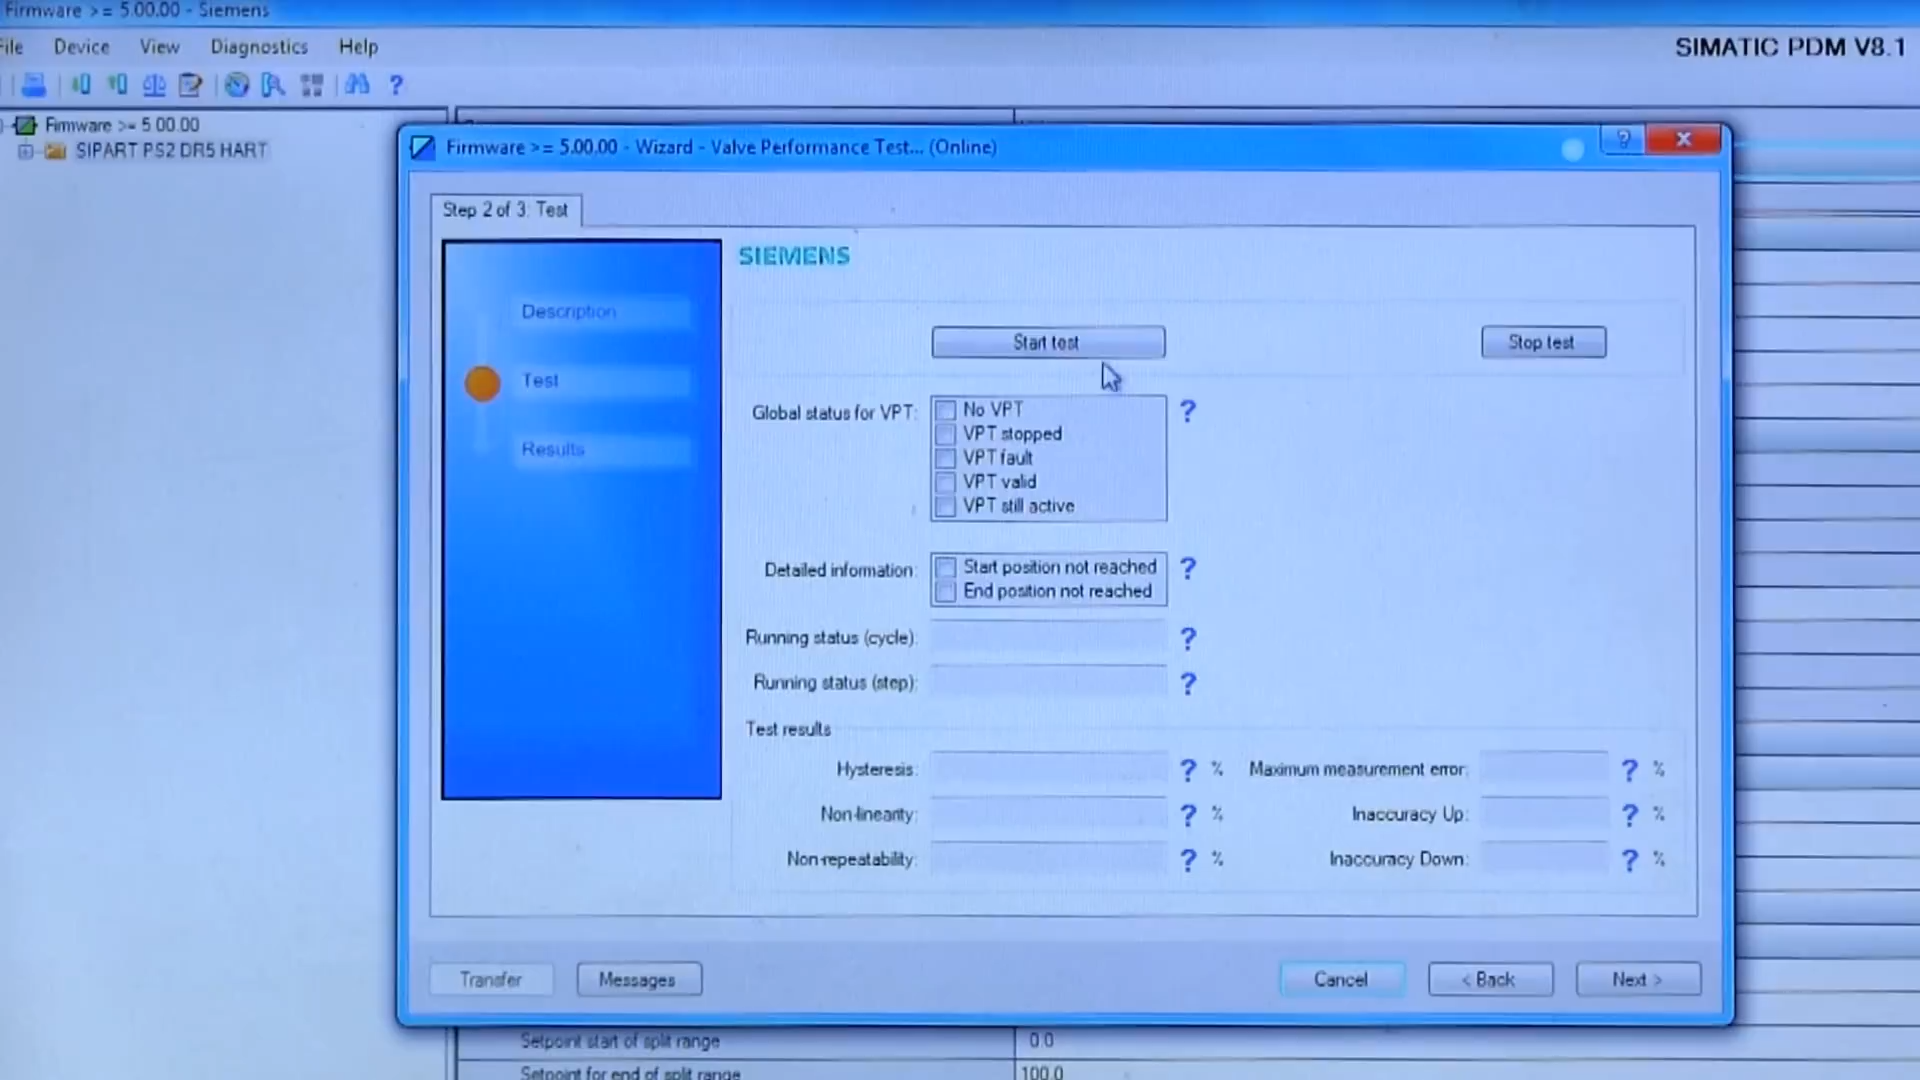 Firmware >= 5.00.00 - Siemens
File Device View Diagnostics Help
SIMATIC PDM V8.1
?
Firmware >= 5.00.00
SIPART PS2 DR5 HART
Firmware >= 5.00.00 - Wizard - Valve Performance Test... (Online)
?
Step 2 of 3: Test
SIEMENS
Description
Test
Results
Start test
Stop test
Global status for VPT:
No VPT
?
VPT stopped
VPT fault
VPT valid
VPT still active
Detailed information:
Start position not reached
?
End position not reached
Running status (cycle): ?
Running status (step): ?
Test results
Hysteresis: ? % Maximum measurement error: ? %
Non-linearity: ? % Inaccuracy Up: ? %
Non-repeatability: ? % Inaccuracy Down: ? %
Transfer
Messages
Cancel
< Back
Next >
Setpoint start of split range 0.0
Setpoint for end of split range 100.0